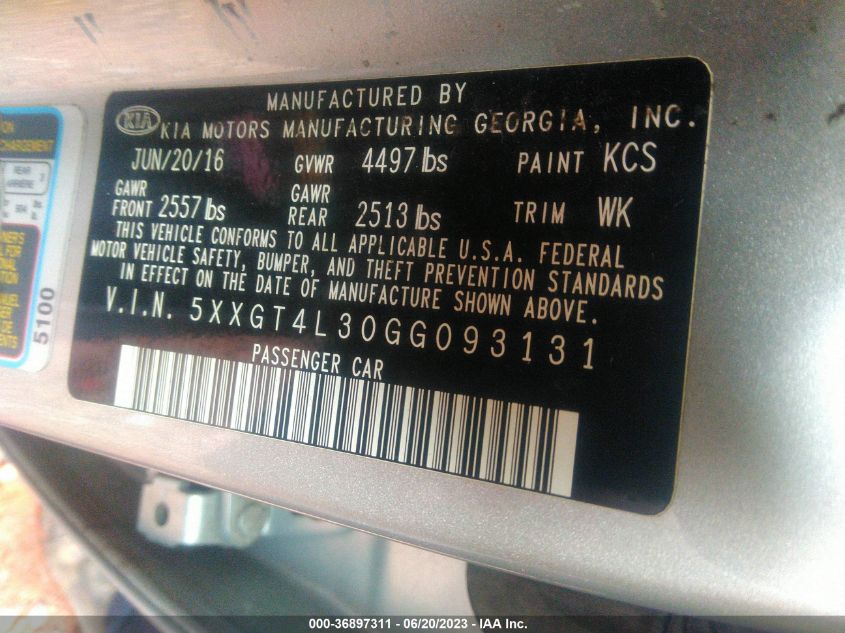 MANUFACTURED BY
KIA KIA MOTORS MANUFACTURING GEORGIA, INC.
JUN/20/16 GVWR 4497 lbs PAINT KCS
GAWR GAWR
FRONT 2557 lbs REAR 2513 lbs TRIM WK
THIS VEHICLE CONFORMS TO ALL APPLICABLE U.S.A. FEDERAL
MOTOR VEHICLE SAFETY, BUMPER, AND THEFT PREVENTION STANDARDS
IN EFFECT ON THE DATE OF MANUFACTURE SHOWN ABOVE.
V.I.N. 5XXGT4L30GG093131
PASSENGER CAR
CHARGEMENT
REAR
ARRIERE
5100
000-36897311 - 06/20/2023 - IAA Inc.